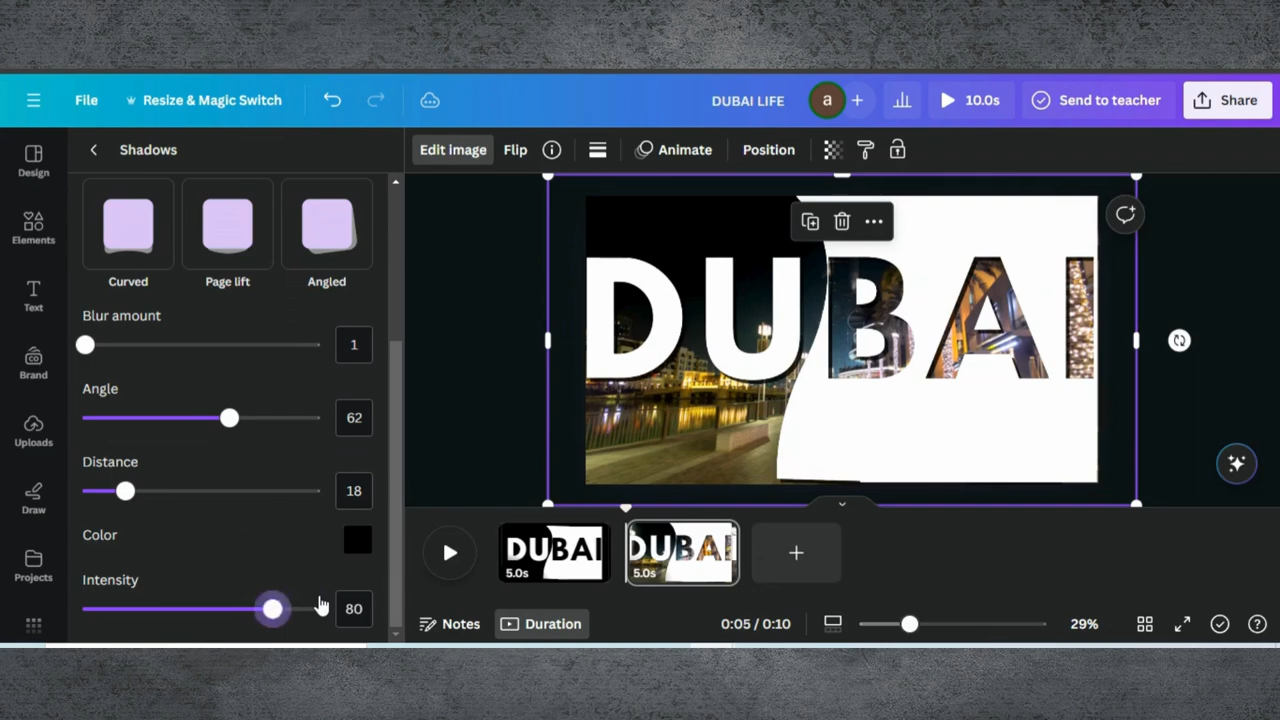 File
Resize & Magic Switch
DUBAI LIFE
a
10.0s
Send to teacher
Share
Design
Elements
Text
Brand
Uploads
Draw
Projects
Shadows
Curved
Page lift
Angled
Blur amount
1
Angle
62
Distance
18
Color
Intensity
80
Edit image
Flip
Animate
Position
DUBAI
DUBAI
5.0s
DUBAI
5.0s
Notes
Duration
0:05 / 0:10
29%